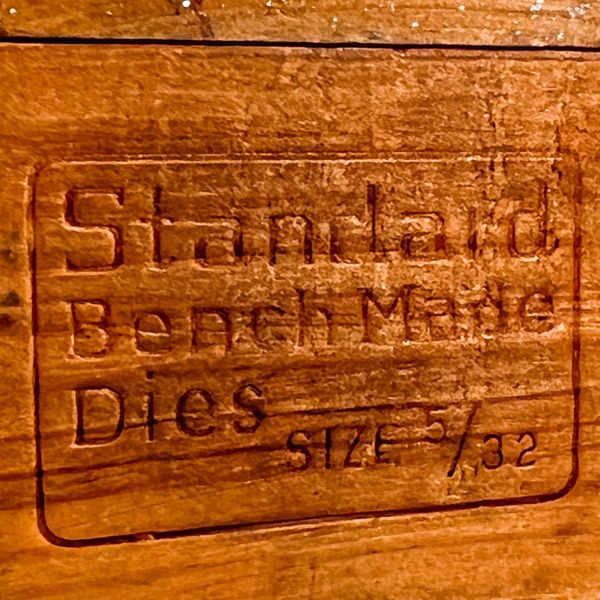 Standard
Bench Made
Dies
SIZE 5/32